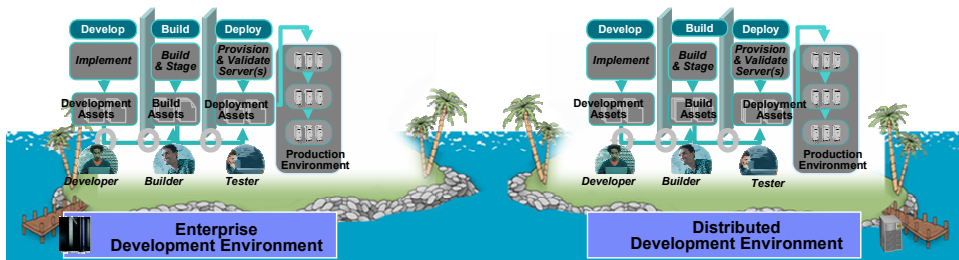 Develop
Build
Deploy
Implement
Build
& Stage
Provision
& Validate
Server(s)
Development
Assets
Build
Assets
Deployment
Assets
Production
Environment
Developer
Builder
Tester
Enterprise
Development Environment
Develop
Build
Deploy
Implement
Build
& Stage
Provision
& Validate
Server(s)
Development
Assets
Build
Assets
Deployment
Assets
Production
Environment
Developer
Builder
Tester
Distributed
Development Environment